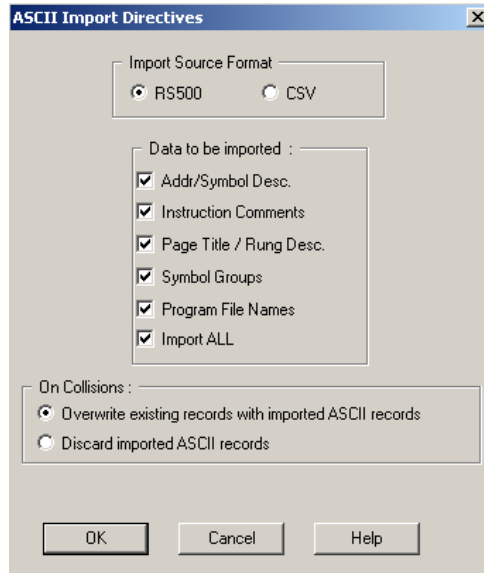 ASCII Import Directives
Import Source Format
RS500 CSV
Data to be imported :
Addr/Symbol Desc.
Instruction Comments
Page Title / Rung Desc.
Symbol Groups
Program File Names
Import ALL
On Collisions :
Overwrite existing records with imported ASCII records
Discard imported ASCII records
OK Cancel Help